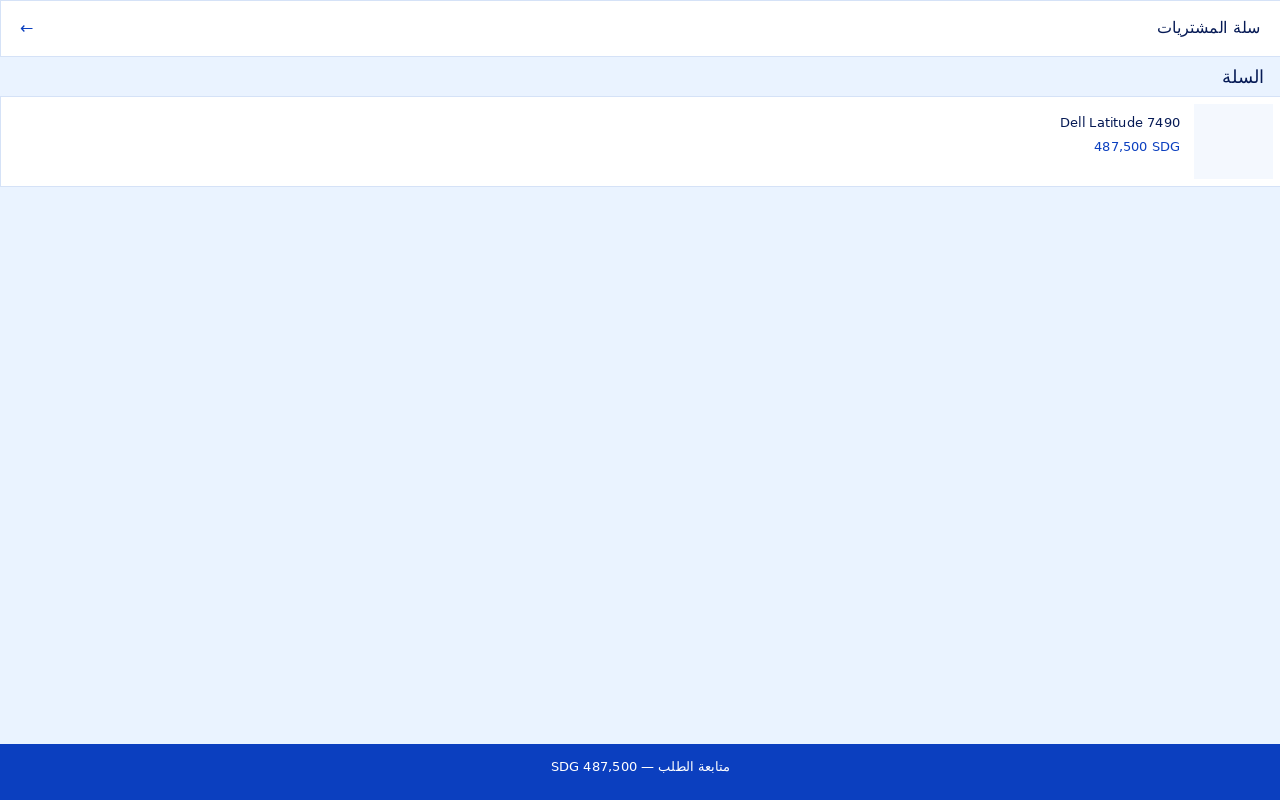 سلة المشتريات ←
السلة
Dell Latitude 7490
487,500 SDG
متابعة الطلب — 487,500 SDG